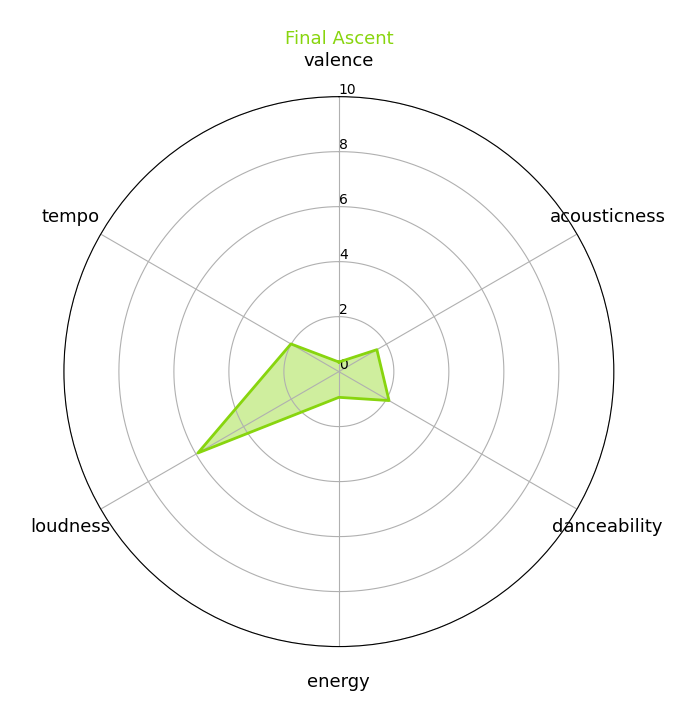 Final Ascent
valence
10
8
6
4
2
0
tempo
acousticness
loudness
danceability
energy